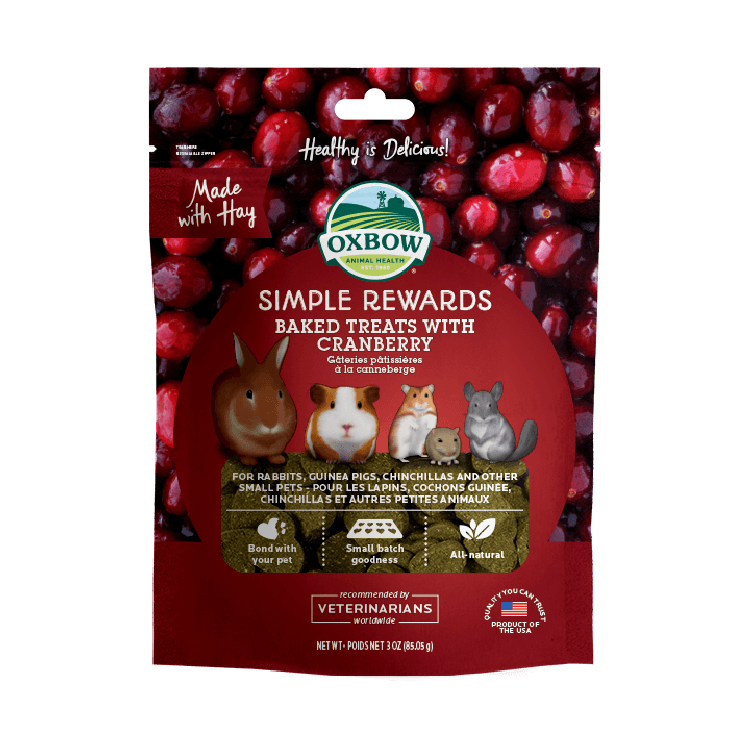 Healthy is Delicious!
Made
with Hay
OXBOW
ANIMAL HEALTH
EST. 1980
®
SIMPLE REWARDS
BAKED TREATS WITH
CRANBERRY
Gâteries pâtissières
à la canneberge
FOR RABBITS, GUINEA PIGS, CHINCHILLAS AND OTHER
SMALL PETS - POUR LES LAPINS, COCHONS GUINÉE,
CHINCHILLAS ET AUTRES PETITES ANIMAUX
Bond with
your pet
Small batch
goodness
All-natural
recommended by
VETERINARIANS
worldwide
QUALITY YOU CAN TRUST
PRODUCT OF
THE USA
NET WT• POIDS NET 3 OZ (85.05 g)